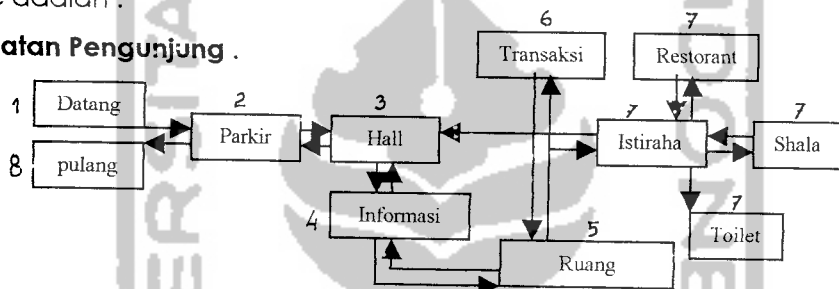 adalah .
atan Pengunjung .
6
7
Transaksi
Restorant
1
Datang
2
3
7
7
Parkir
Hall
Istiraha
Shala
8
pulang
4
Informasi
7
Toilet
5
Ruang